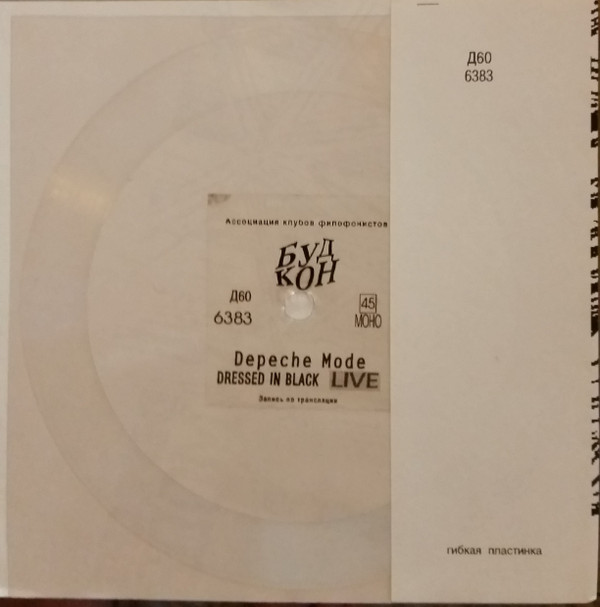 Д60
6383
Ассоциация клубов филофонистов
БУД
КОН
Д60
6383
45
МОНО
Depeche Mode
DRESSED IN BLACK LIVE
Запись по трансляции
гибкая пластинка